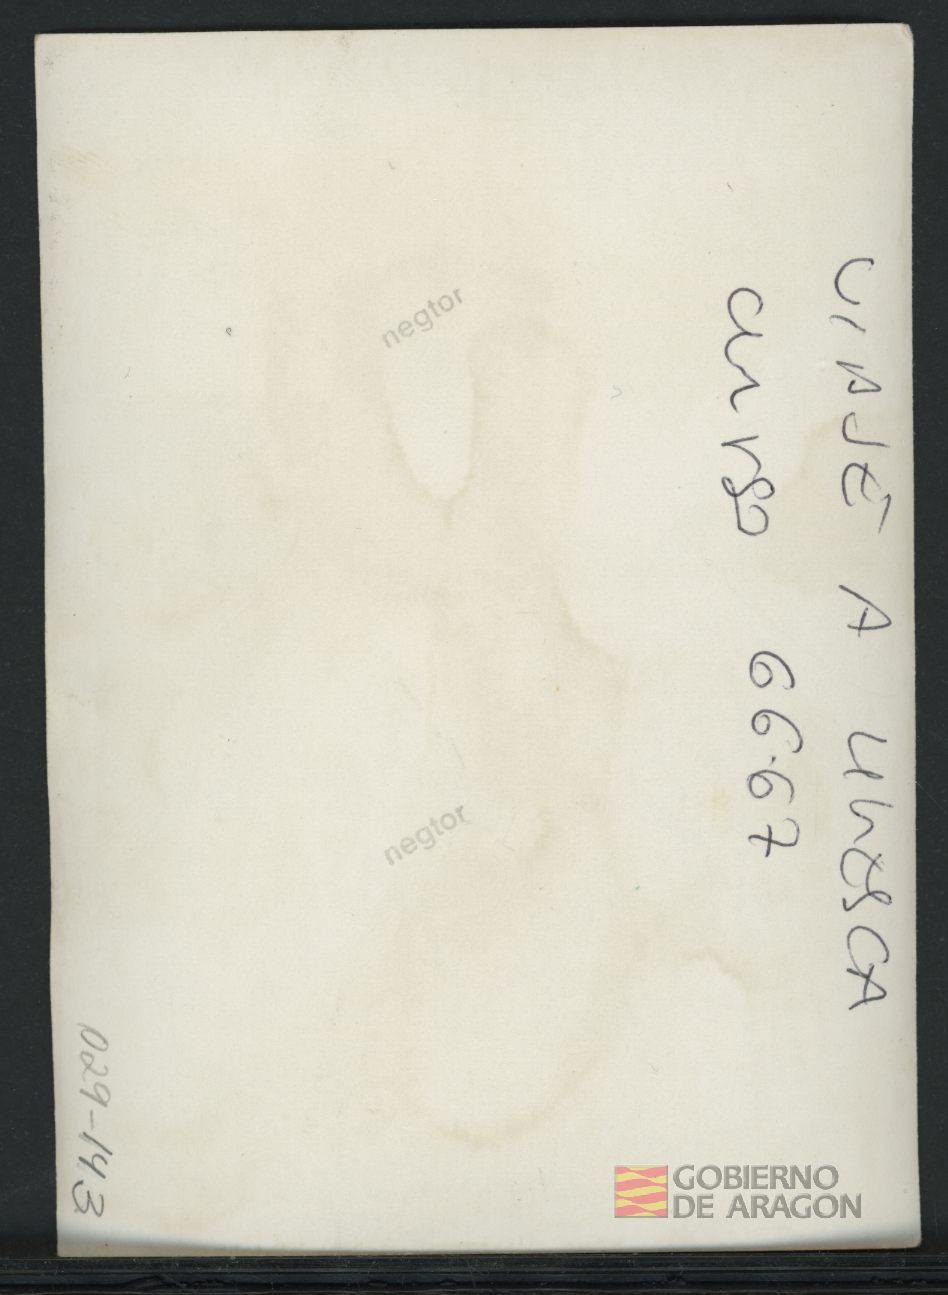 VIAJE A HUESCA
curso 66-67
negtor
negtor
029-143
GOBIERNO
DE ARAGON